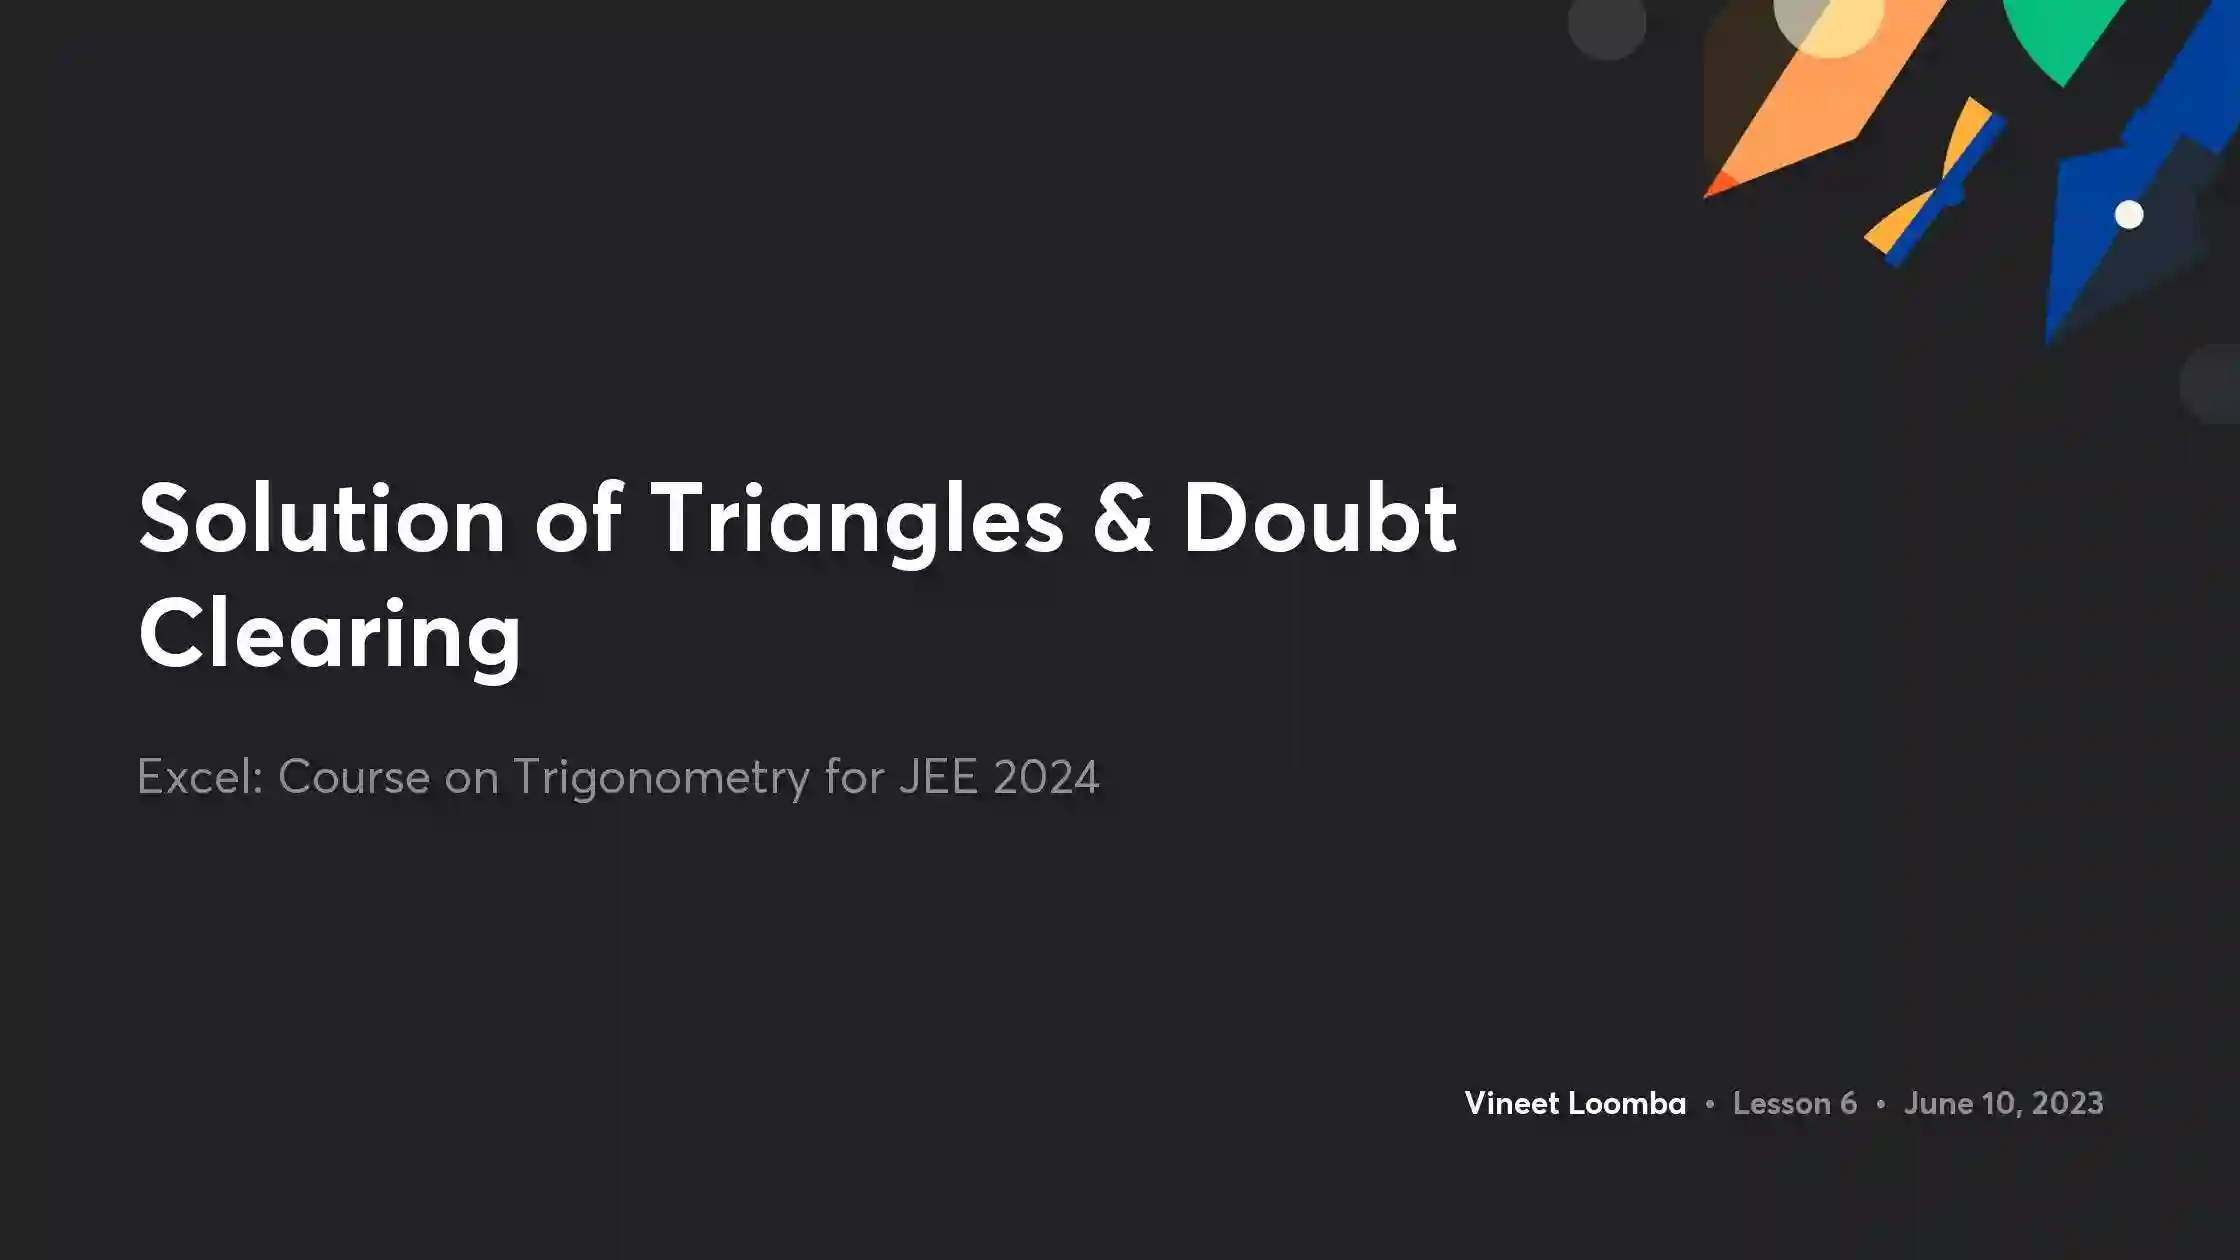 Solution of Triangles & Doubt
Clearing
Excel: Course on Trigonometry for JEE 2024
Vineet Loomba • Lesson 6 • June 10, 2023